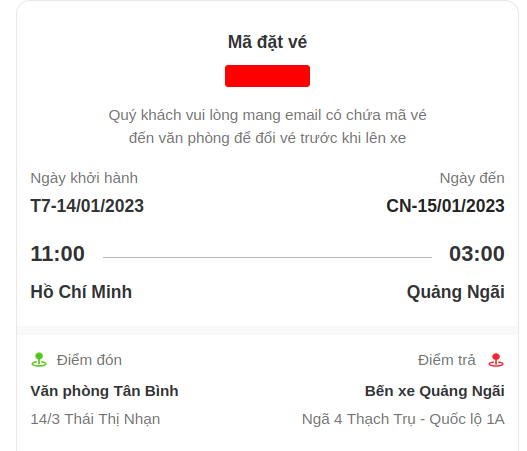 Mã đặt vé
Quý khách vui lòng mang email có chứa mã vé
đến văn phòng để đổi vé trước khi lên xe
Ngày khởi hành Ngày đến
T7-14/01/2023 CN-15/01/2023
11:00 03:00
Hồ Chí Minh Quảng Ngãi
Điểm đón Điểm trả
Văn phòng Tân Bình Bến xe Quảng Ngãi
14/3 Thái Thị Nhạn Ngã 4 Thạch Trụ - Quốc lộ 1A